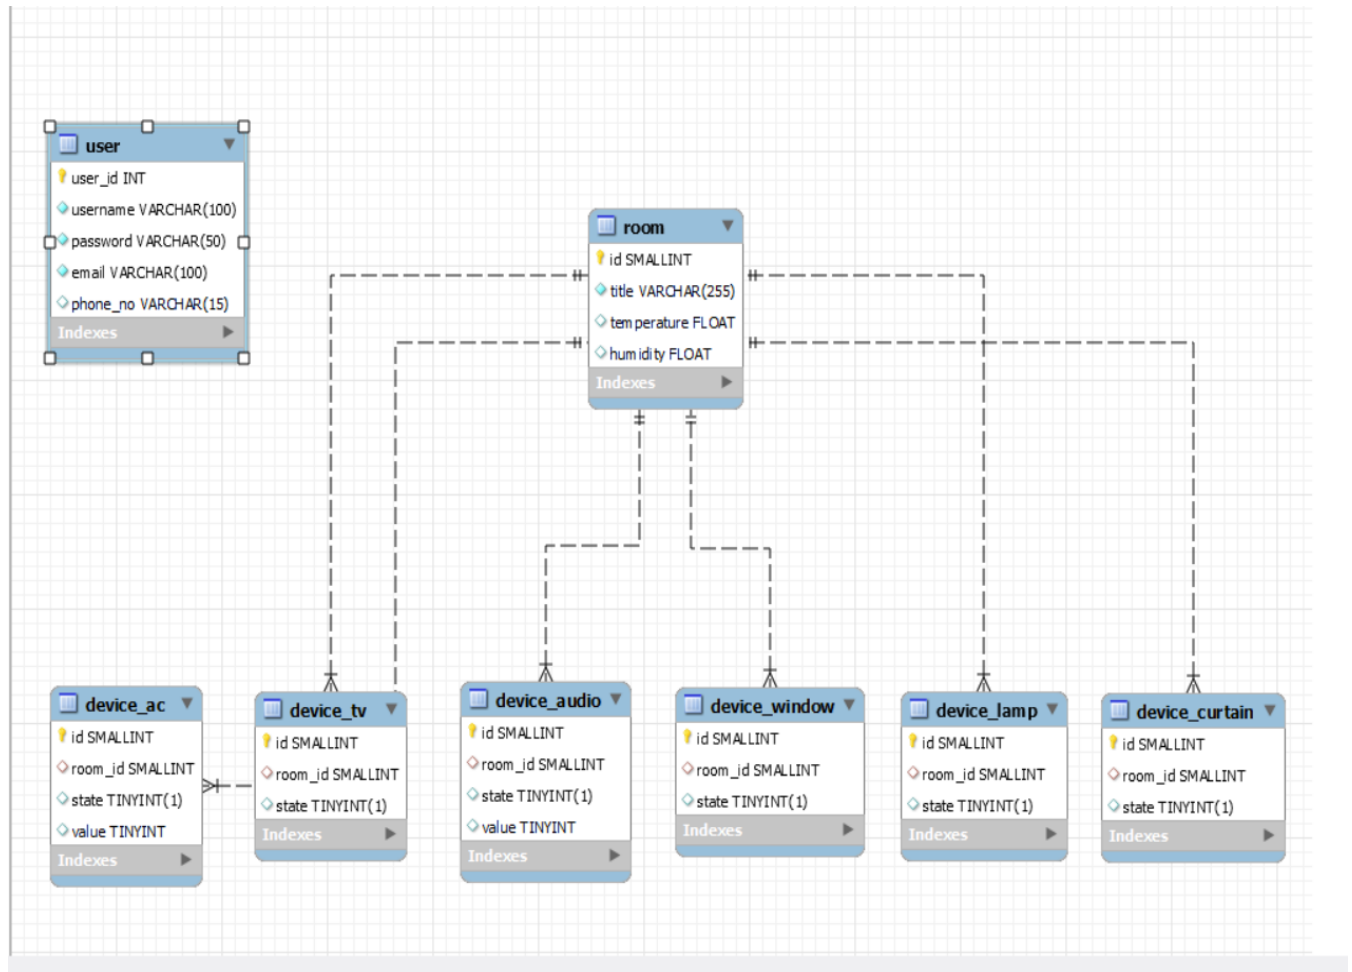 user
user_id INT
username VARCHAR(100)
password VARCHAR(50)
email VARCHAR(100)
phone_no VARCHAR(15)
Indexes
room
id SMALLINT
title VARCHAR(255)
temperature FLOAT
humidity FLOAT
Indexes
device_ac
id SMALLINT
room_id SMALLINT
state TINYINT(1)
value TINYINT
Indexes
device_tv
id SMALLINT
room_id SMALLINT
state TINYINT(1)
Indexes
device_audio
id SMALLINT
room_id SMALLINT
state TINYINT(1)
value TINYINT
Indexes
device_window
id SMALLINT
room_id SMALLINT
state TINYINT(1)
Indexes
device_lamp
id SMALLINT
room_id SMALLINT
state TINYINT(1)
Indexes
device_curtain
id SMALLINT
room_id SMALLINT
state TINYINT(1)
Indexes